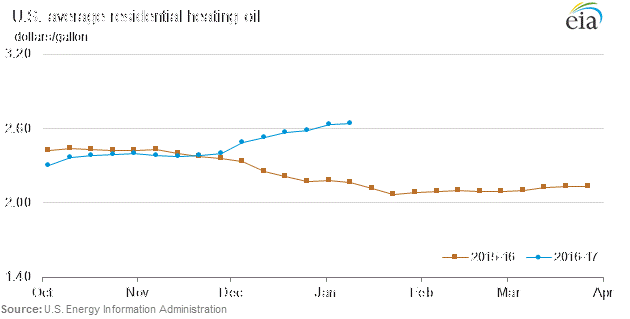 U.S. average residential heating oil
dollars/gallon
eia
3.20
2.60
2.00
1.40
2015-16
2016-17
Oct Nov Dec Jan Feb Mar Apr
Source: U.S. Energy Information Administration